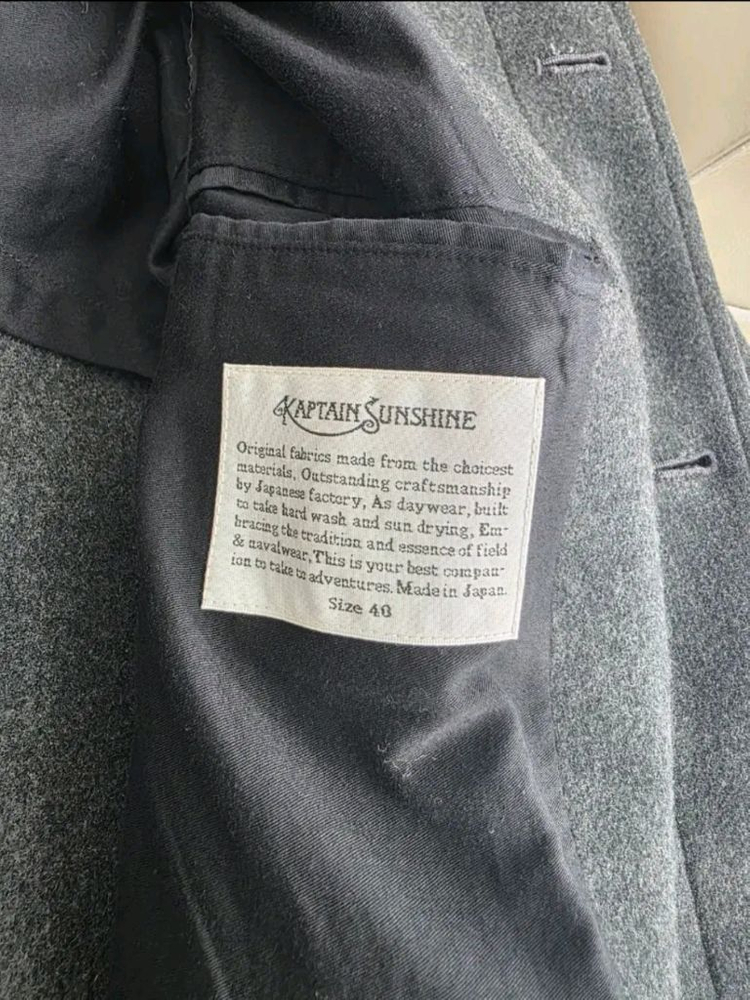 KAPTAIN SUNSHINE
Original fabrics made from the choicest
materials, Outstanding craftsmanship
by Japanese factory, As daywear, built
to take hard wash and sun drying, Em-
bracing the tradition and essence of field
& navalwear, This is your best compan-
ion to take to adventures. Made in Japan.
Size 40